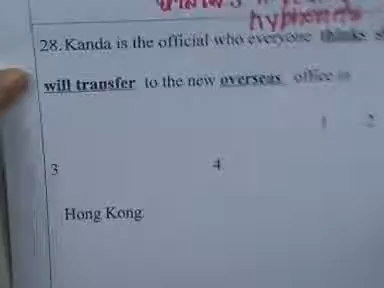 hyphens
28. Kanda is the official who everyone thinks
will transfer to the new overseas office in
1 2
3 4
Hong Kong.